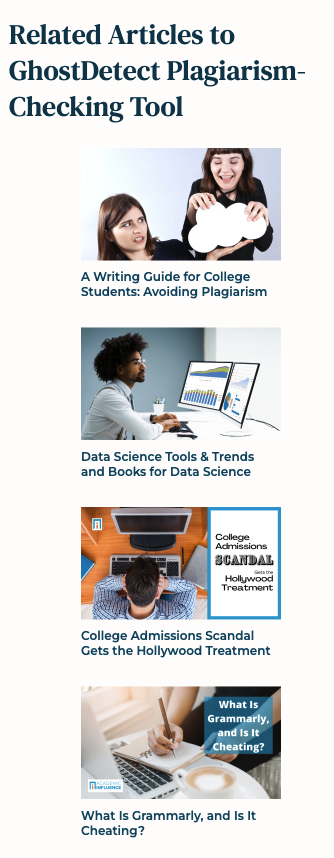 Related Articles to
GhostDetect Plagiarism-
Checking Tool
A Writing Guide for College
Students: Avoiding Plagiarism
Data Science Tools & Trends
and Books for Data Science
College
Admissions
SCANDAL
Gets the
Hollywood
Treatment
College Admissions Scandal
Gets the Hollywood Treatment
What Is
Grammarly,
and Is It
Cheating?
ACADEMIC
INFLUENCE
What Is Grammarly, and Is It
Cheating?